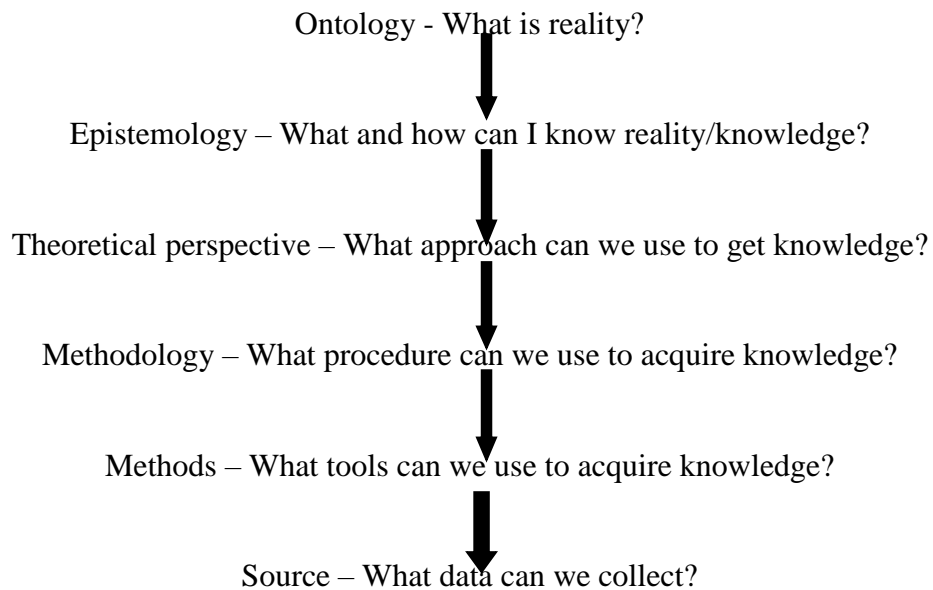 Ontology - What is reality?
Epistemology – What and how can I know reality/knowledge?
Theoretical perspective – What approach can we use to get knowledge?
Methodology – What procedure can we use to acquire knowledge?
Methods – What tools can we use to acquire knowledge?
Source – What data can we collect?